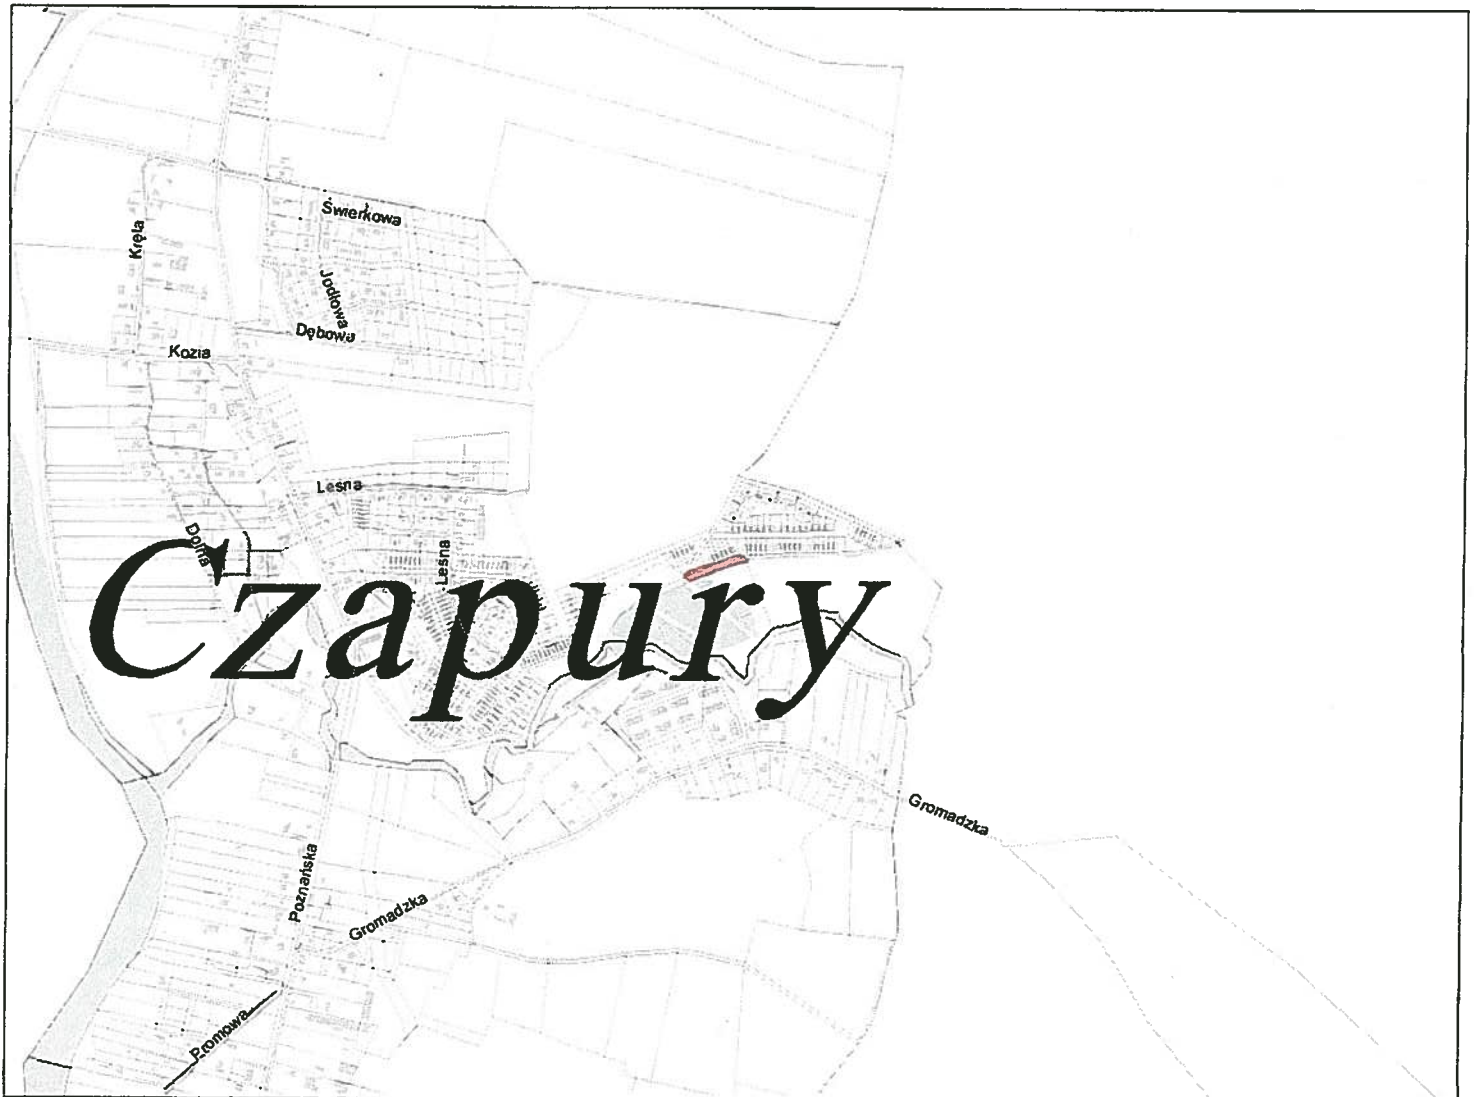 Świerkowa
Kręta
Jodłowa
Dębowa
Kozia
Leśna
Dolna
Leśna
Czapury
Gromadzka
Poznańska
Gromadzka
Promowa